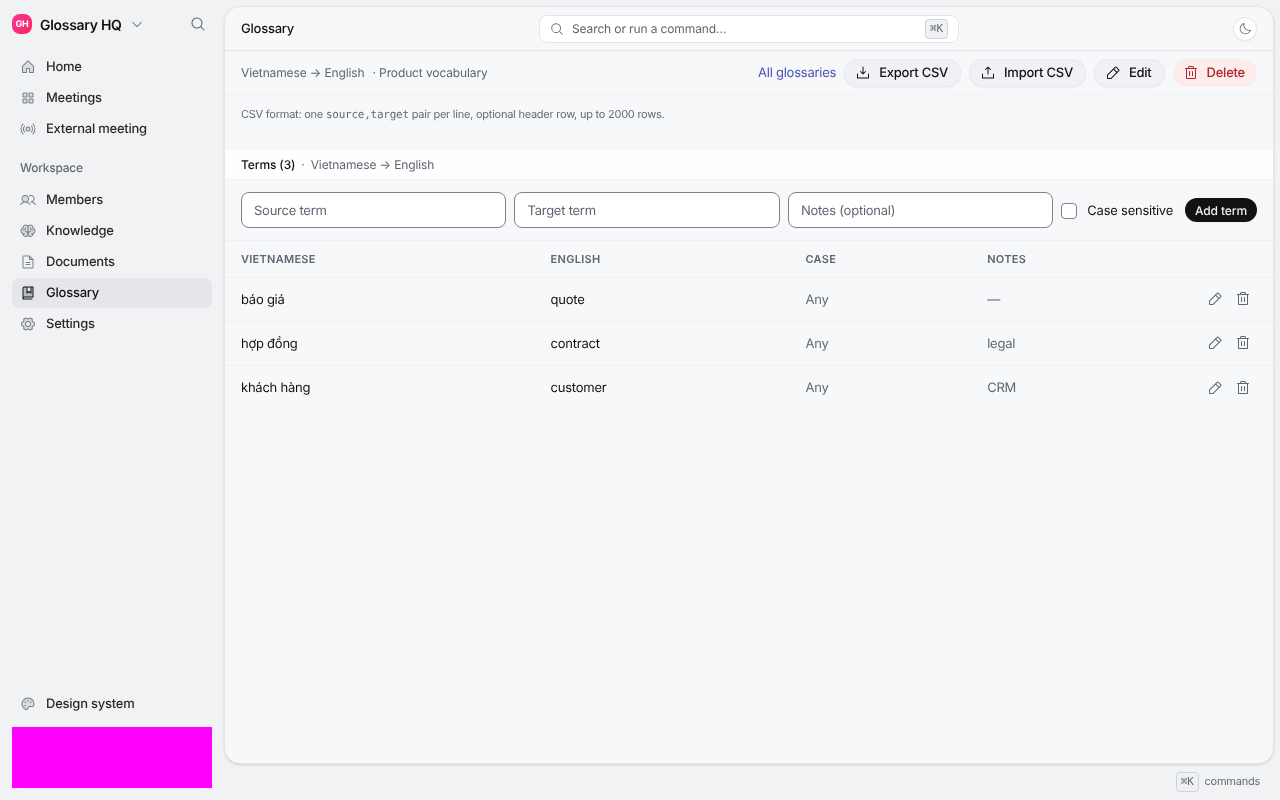 GH Glossary HQ
Home
Meetings
External meeting
Workspace
Members
Knowledge
Documents
Glossary
Settings
Design system
Glossary
Search or run a command...
⌘K
Vietnamese → English · Product vocabulary
All glossaries
Export CSV
Import CSV
Edit
Delete
CSV format: one source,target pair per line, optional header row, up to 2000 rows.
Terms (3) · Vietnamese → English
Source term
Target term
Notes (optional)
Case sensitive
Add term
VIETNAMESE ENGLISH CASE NOTES
báo giá quote Any —
hợp đồng contract Any legal
khách hàng customer Any CRM
⌘K commands